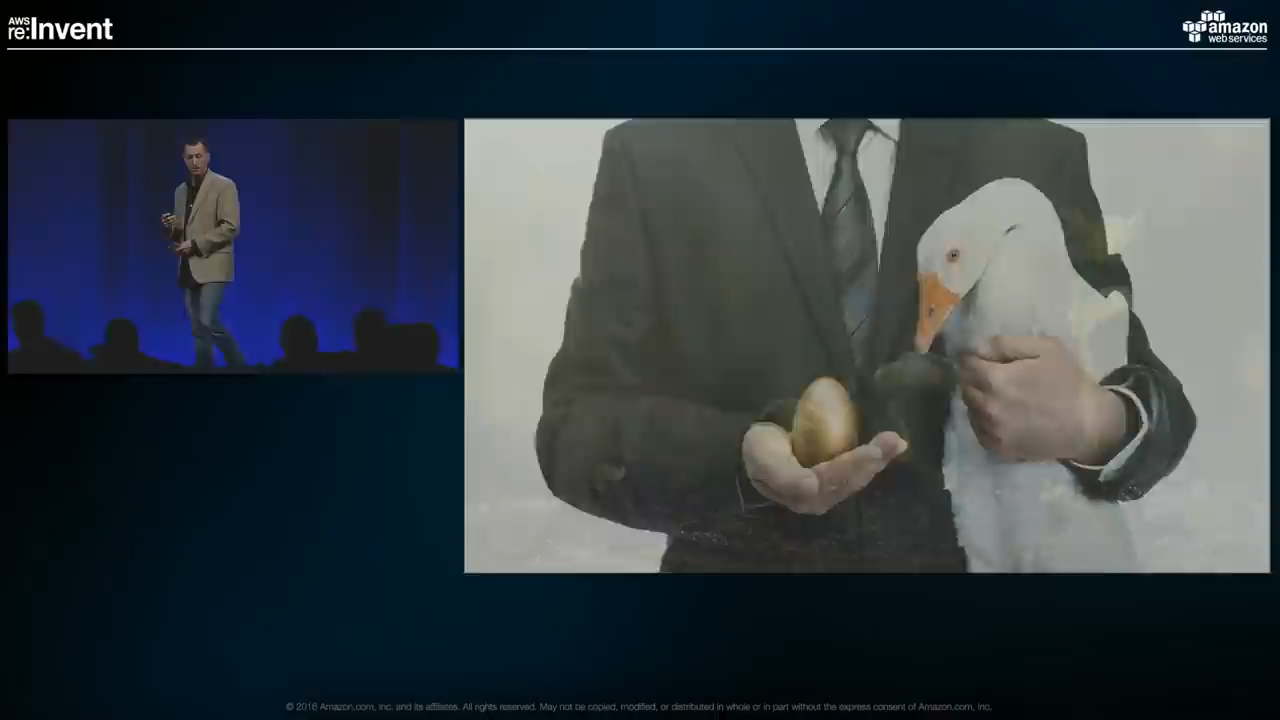 AWS
re:Invent
amazon
web services
© 2016 Amazon.com, Inc. and its affiliates. All rights reserved. May not be copied, modified, or distributed in whole or in part without the express consent of Amazon.com, Inc.